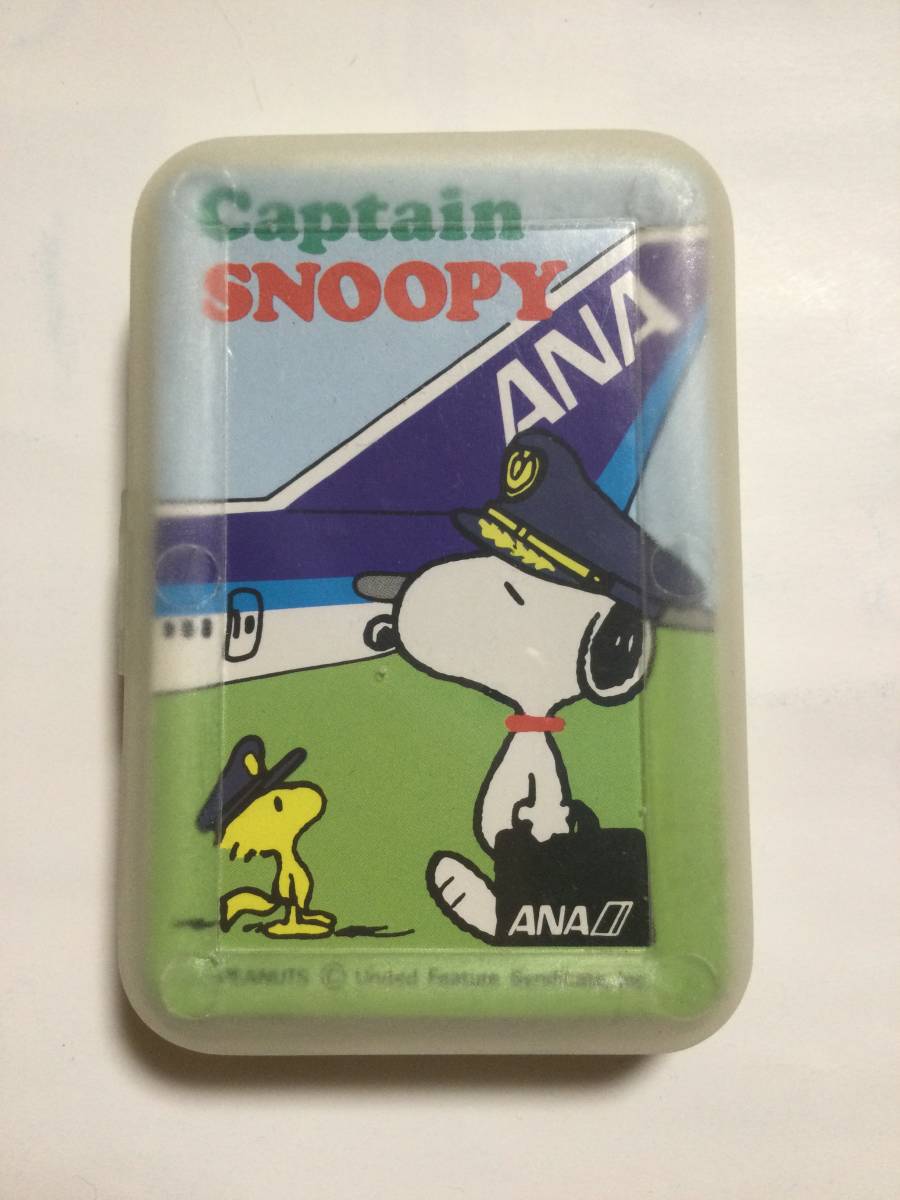 Captain
SNOOPY
ANA
ANA
PEANUTS © United Feature Syndicate, Inc.